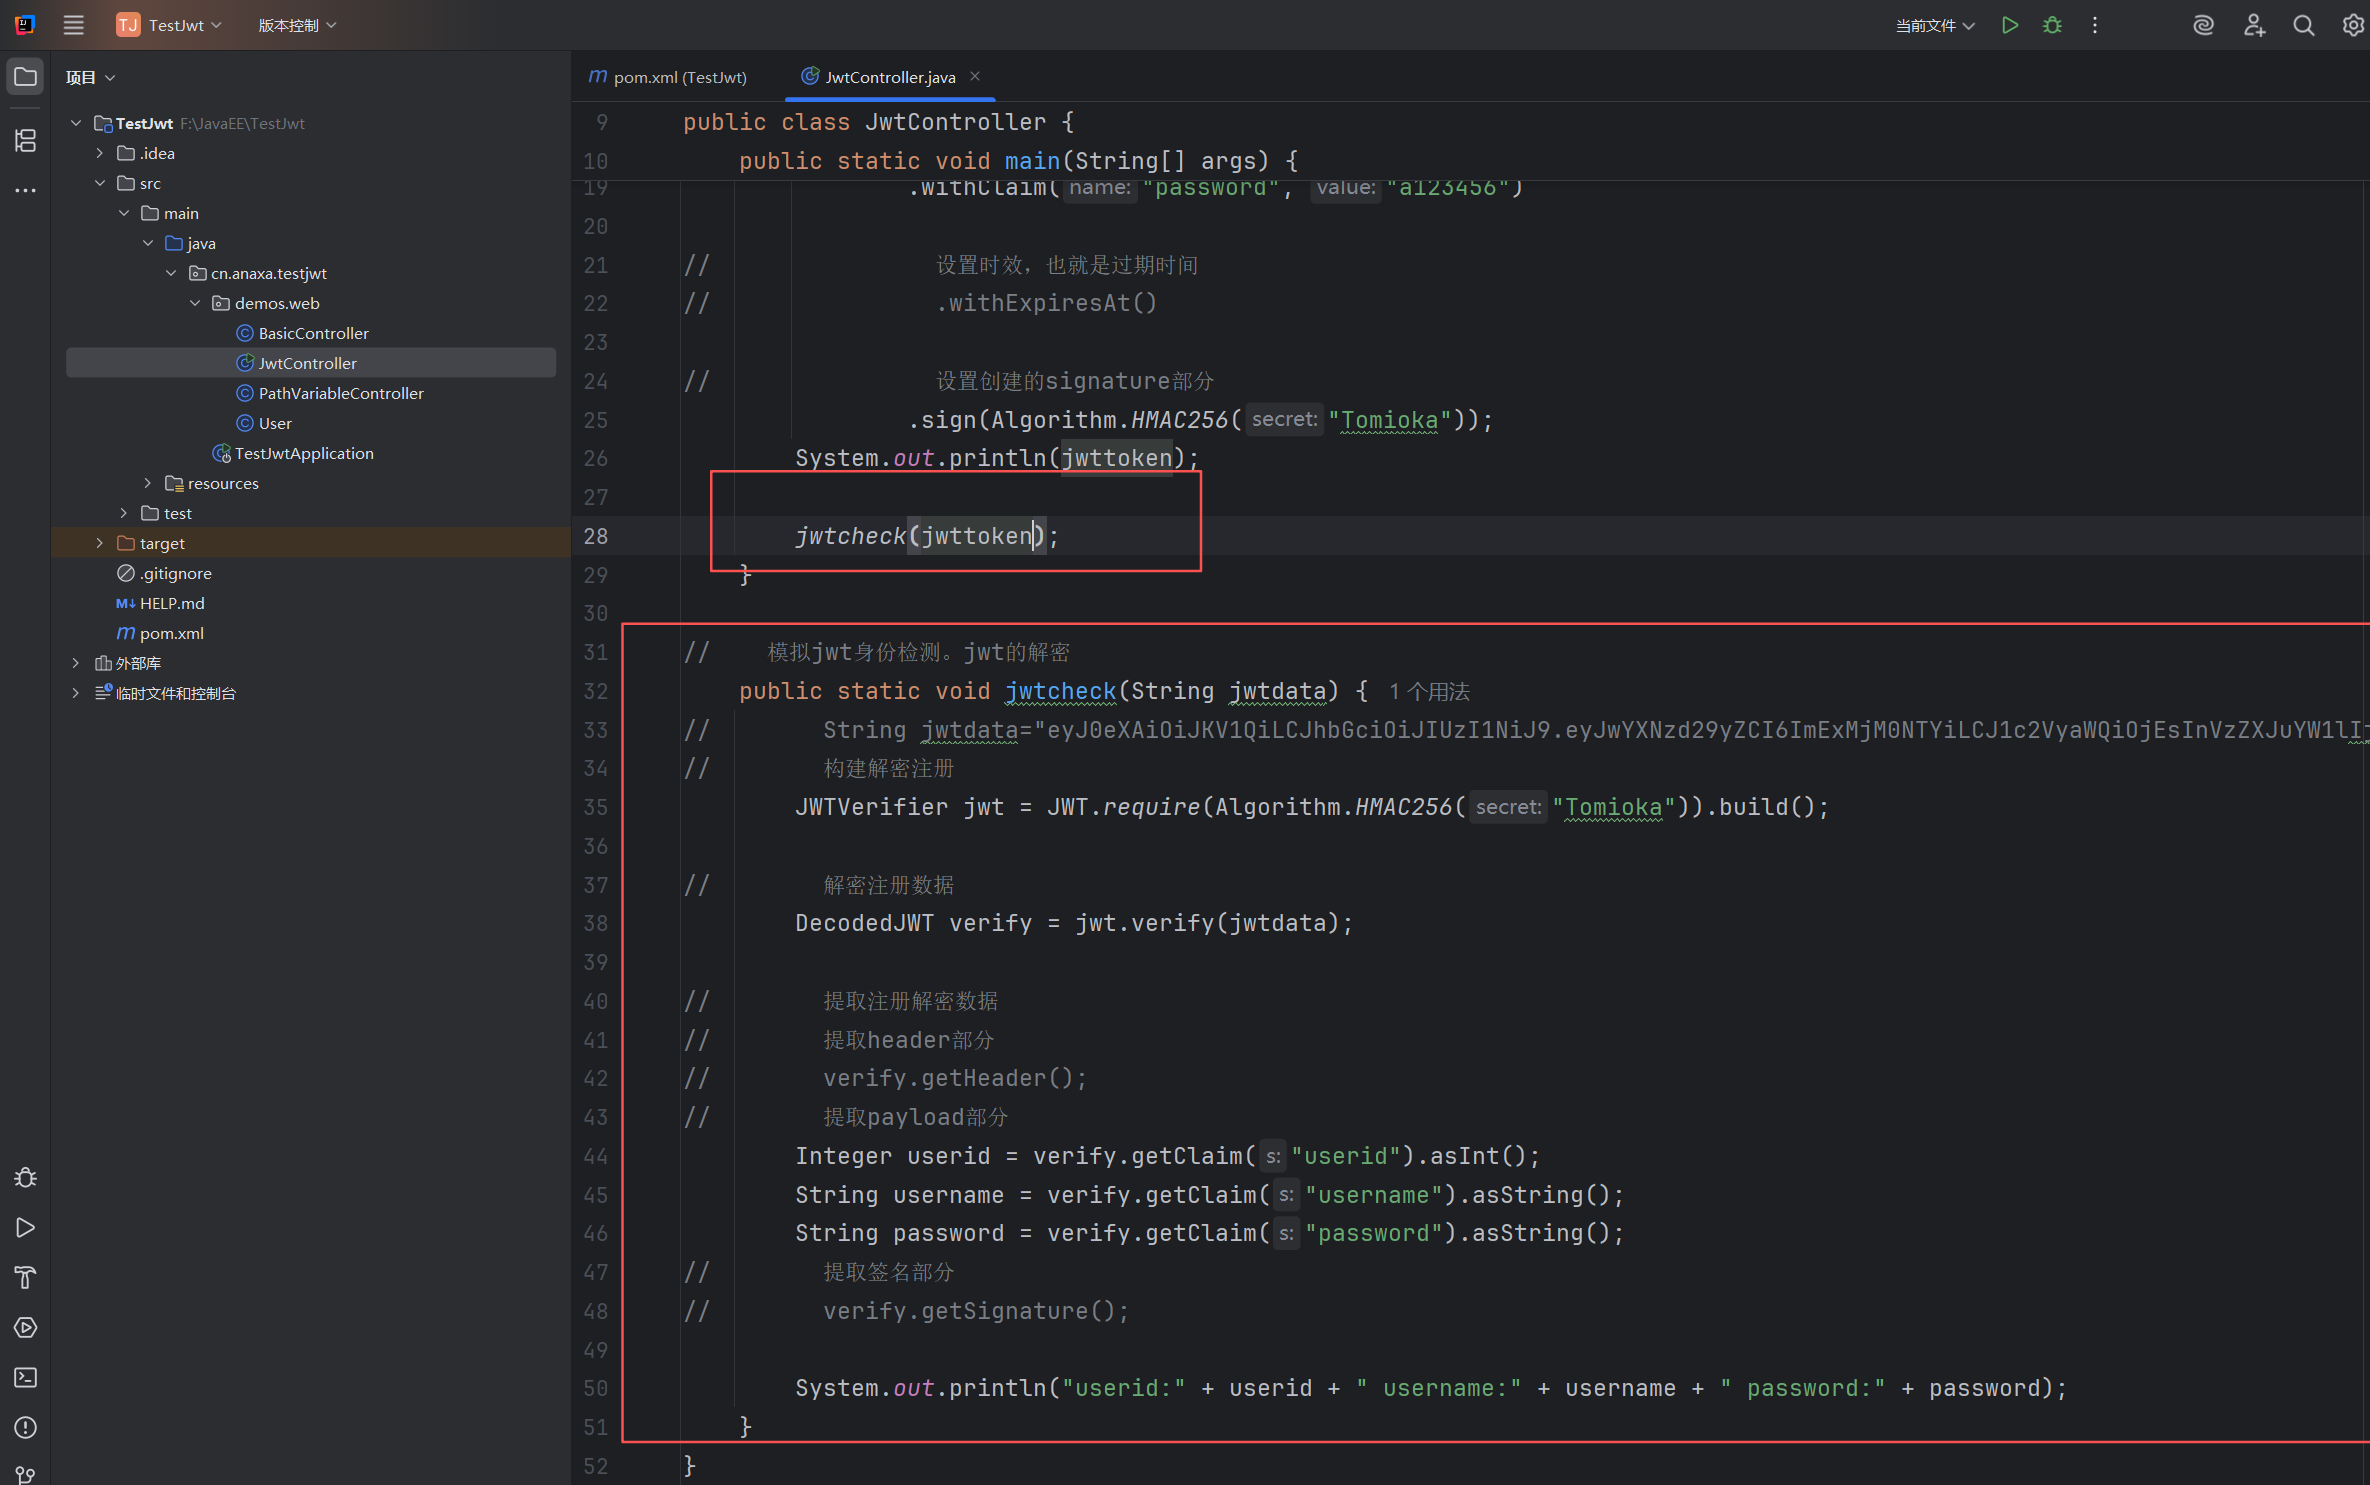 TJ TestJwt 版本控制 当前文件
项目
TestJwt F:\JavaEE\TestJwt
.idea
src
main
java
cn.anaxa.testjwt
demos.web
BasicController
JwtController
PathVariableController
User
TestJwtApplication
resources
test
target
.gitignore
HELP.md
pom.xml
外部库
临时文件和控制台
pom.xml (TestJwt) JwtController.java
9 public class JwtController {
10 public static void main(String[] args) {
19 .withClaim( name: "password", value: "a123456")
20
21 // 设置时效，也就是过期时间
22 // .withExpiresAt()
23
24 // 设置创建的signature部分
25 .sign(Algorithm.HMAC256( secret: "Tomioka"));
26 System.out.println(jwttoken);
27
28 jwtcheck(jwttoken);
29 }
30
31 // 模拟jwt身份检测。jwt的解密
32 public static void jwtcheck(String jwtdata) { 1 个用法
33 // String jwtdata="eyJ0eXAiOiJKV1QiLCJhbGciOiJIUzI1NiJ9.eyJwYXNzd29yZCI6ImExMjM0NTYiLCJ1c2VyaWQiOjEsInVzZXJuYW1lI
34 // 构建解密注册
35 JWTVerifier jwt = JWT.require(Algorithm.HMAC256( secret: "Tomioka")).build();
36
37 // 解密注册数据
38 DecodedJWT verify = jwt.verify(jwtdata);
39
40 // 提取注册解密数据
41 // 提取header部分
42 // verify.getHeader();
43 // 提取payload部分
44 Integer userid = verify.getClaim( s: "userid").asInt();
45 String username = verify.getClaim( s: "username").asString();
46 String password = verify.getClaim( s: "password").asString();
47 // 提取签名部分
48 // verify.getSignature();
49
50 System.out.println("userid:" + userid + " username:" + username + " password:" + password);
51 }
52 }